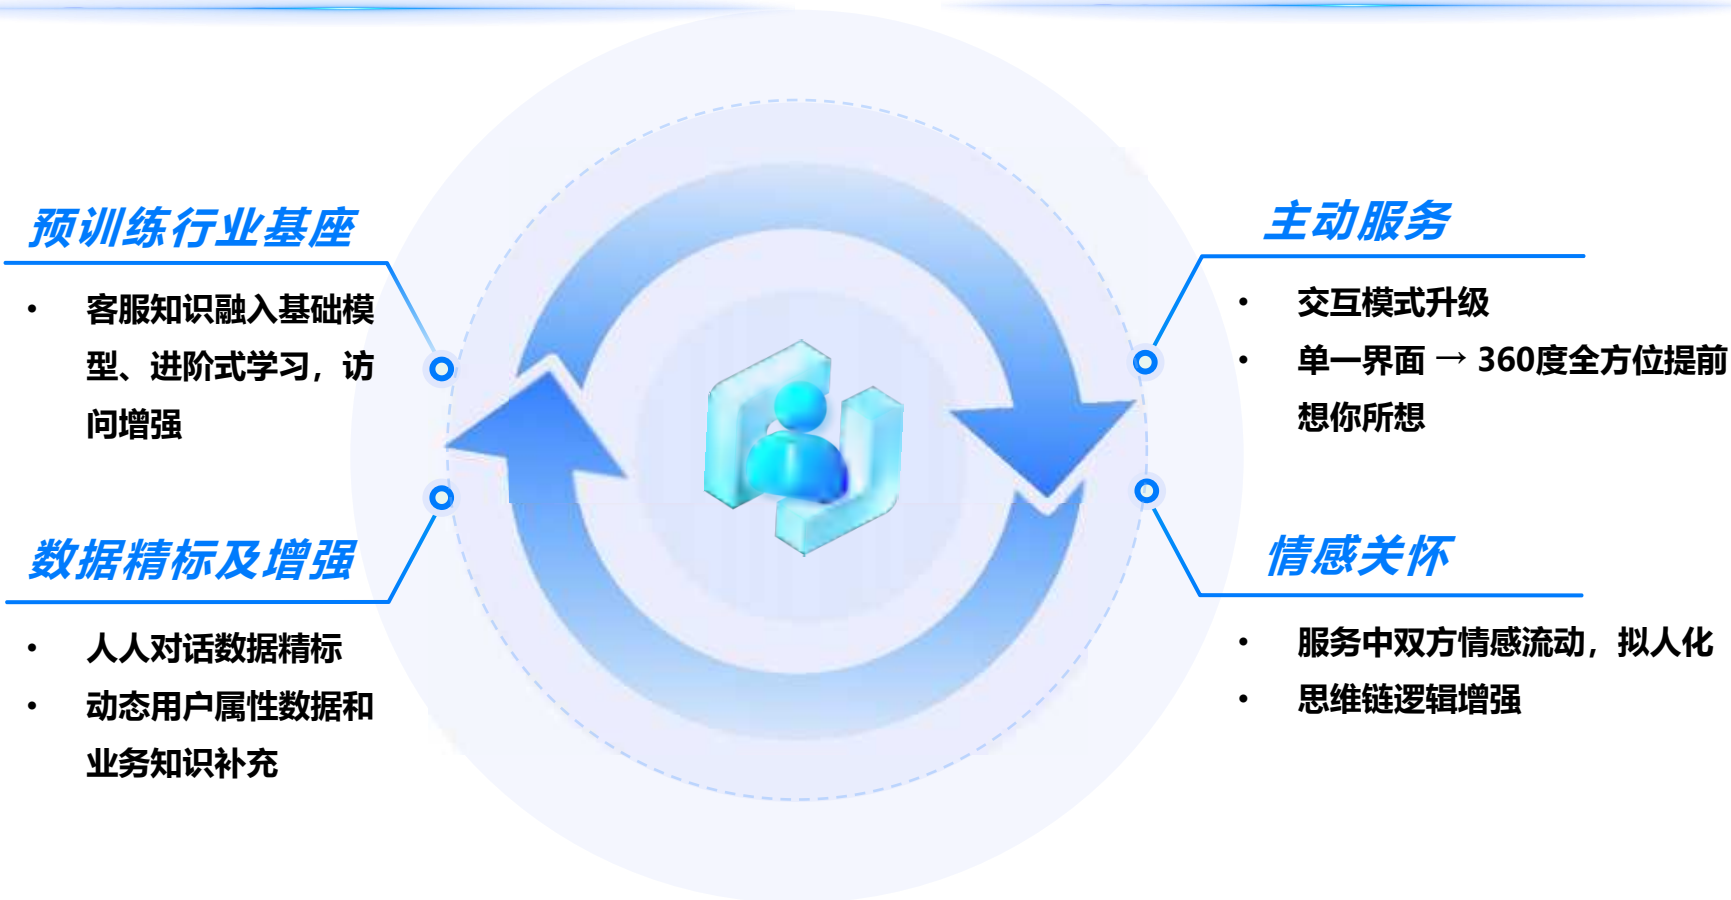 预训练行业基座
• 客服知识融入基础模
型、进阶式学习，访
问增强
数据精标及增强
• 人人对话数据精标
• 动态用户属性数据和
业务知识补充
主动服务
• 交互模式升级
• 单一界面 → 360度全方位提前
想你所想
情感关怀
• 服务中双方情感流动，拟人化
• 思维链逻辑增强